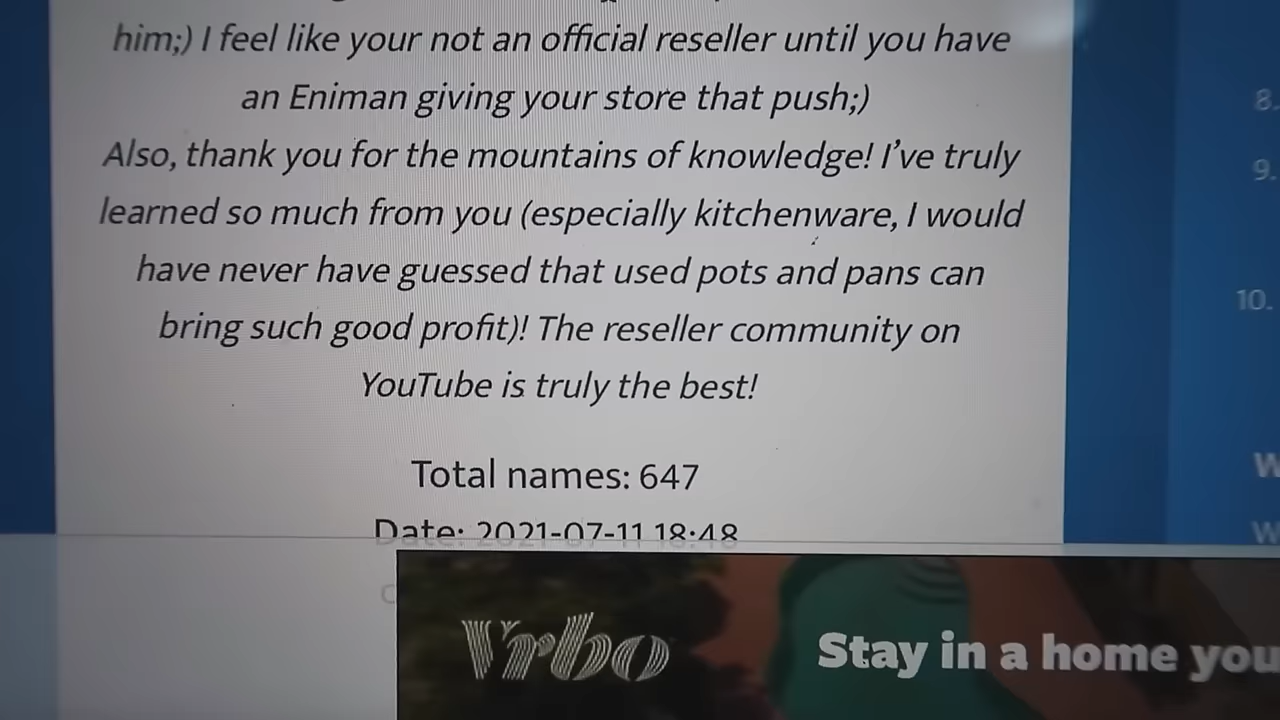 him;) I feel like your not an official reseller until you have
an Eniman giving your store that push;)
Also, thank you for the mountains of knowledge! I've truly
learned so much from you (especially kitchenware, I would
have never have guessed that used pots and pans can
bring such good profit)! The reseller community on
YouTube is truly the best!
Total names: 647
Date: 2021-07-11 18:48
8.
9.
10.
W
W
Vrbo
Stay in a home you